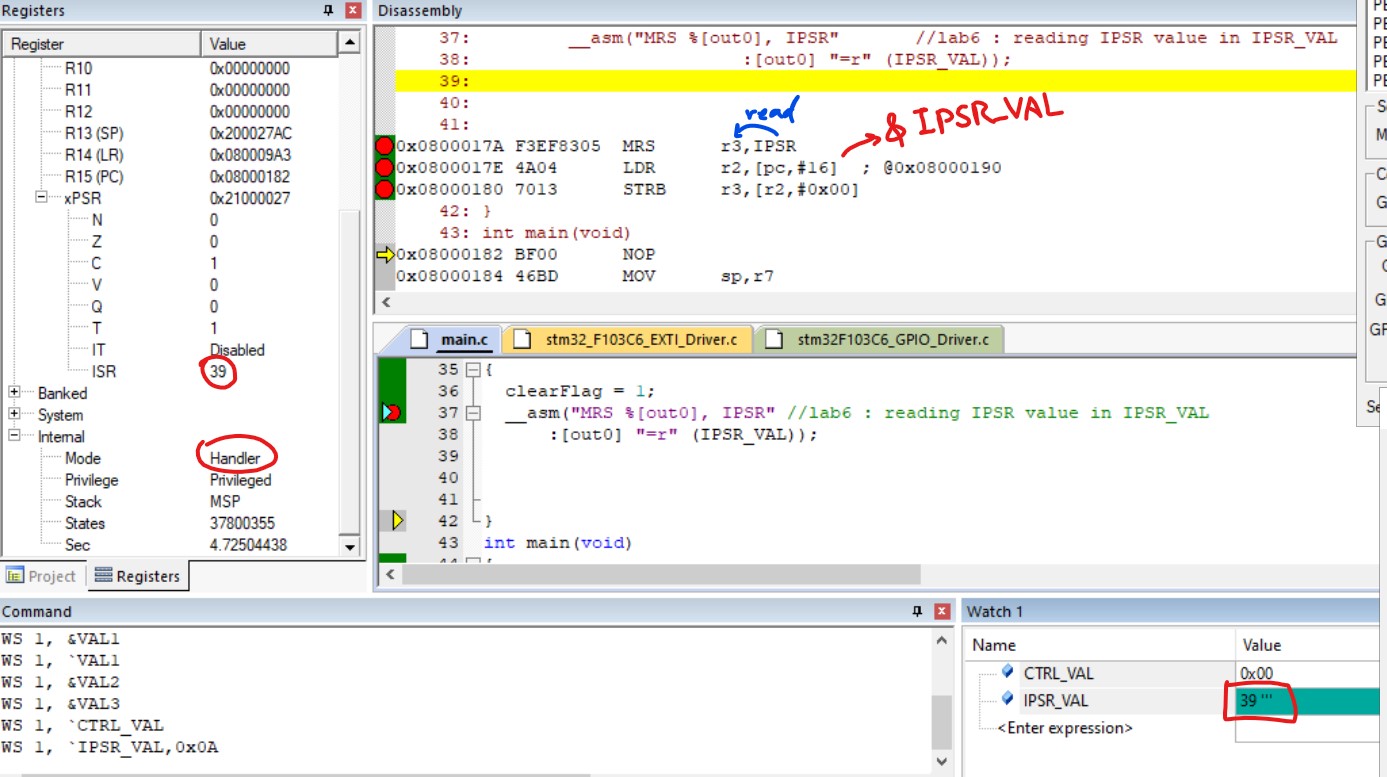 Registers
Register Value
R10 0x00000000
R11 0x00000000
R12 0x00000000
R13 (SP) 0x200027AC
R14 (LR) 0x080009A3
R15 (PC) 0x08000182
xPSR 0x21000027
N 0
Z 0
C 1
V 0
Q 0
T 1
IT Disabled
ISR 39
Banked
System
Internal
Mode Handler
Privilege Privileged
Stack MSP
States 37800355
Sec 4.72504438
Project Registers
Disassembly
37: __asm("MRS %[out0], IPSR" //lab6 : reading IPSR value in IPSR_VAL
38: :[out0] "=r" (IPSR_VAL));
39:
40:
41:
read
& IPSR_VAL
0x0800017A F3EF8305 MRS r3,IPSR
0x0800017E 4A04 LDR r2,[pc,#16] ; @0x08000190
0x08000180 7013 STRB r3,[r2,#0x00]
42: }
43: int main(void)
0x08000182 BF00 NOP
0x08000184 46BD MOV sp,r7
main.c stm32_F103C6_EXTI_Driver.c stm32F103C6_GPIO_Driver.c
35 {
36 clearFlag = 1;
37 __asm("MRS %[out0], IPSR" //lab6 : reading IPSR value in IPSR_VAL
38 :[out0] "=r" (IPSR_VAL));
39
40
41
42 }
43 int main(void)
Command
WS 1, &VAL1
WS 1, `VAL1
WS 1, &VAL2
WS 1, &VAL3
WS 1, `CTRL_VAL
WS 1, `IPSR_VAL,0x0A
Watch 1
Name Value
CTRL_VAL 0x00
IPSR_VAL 39 '''
<Enter expression>